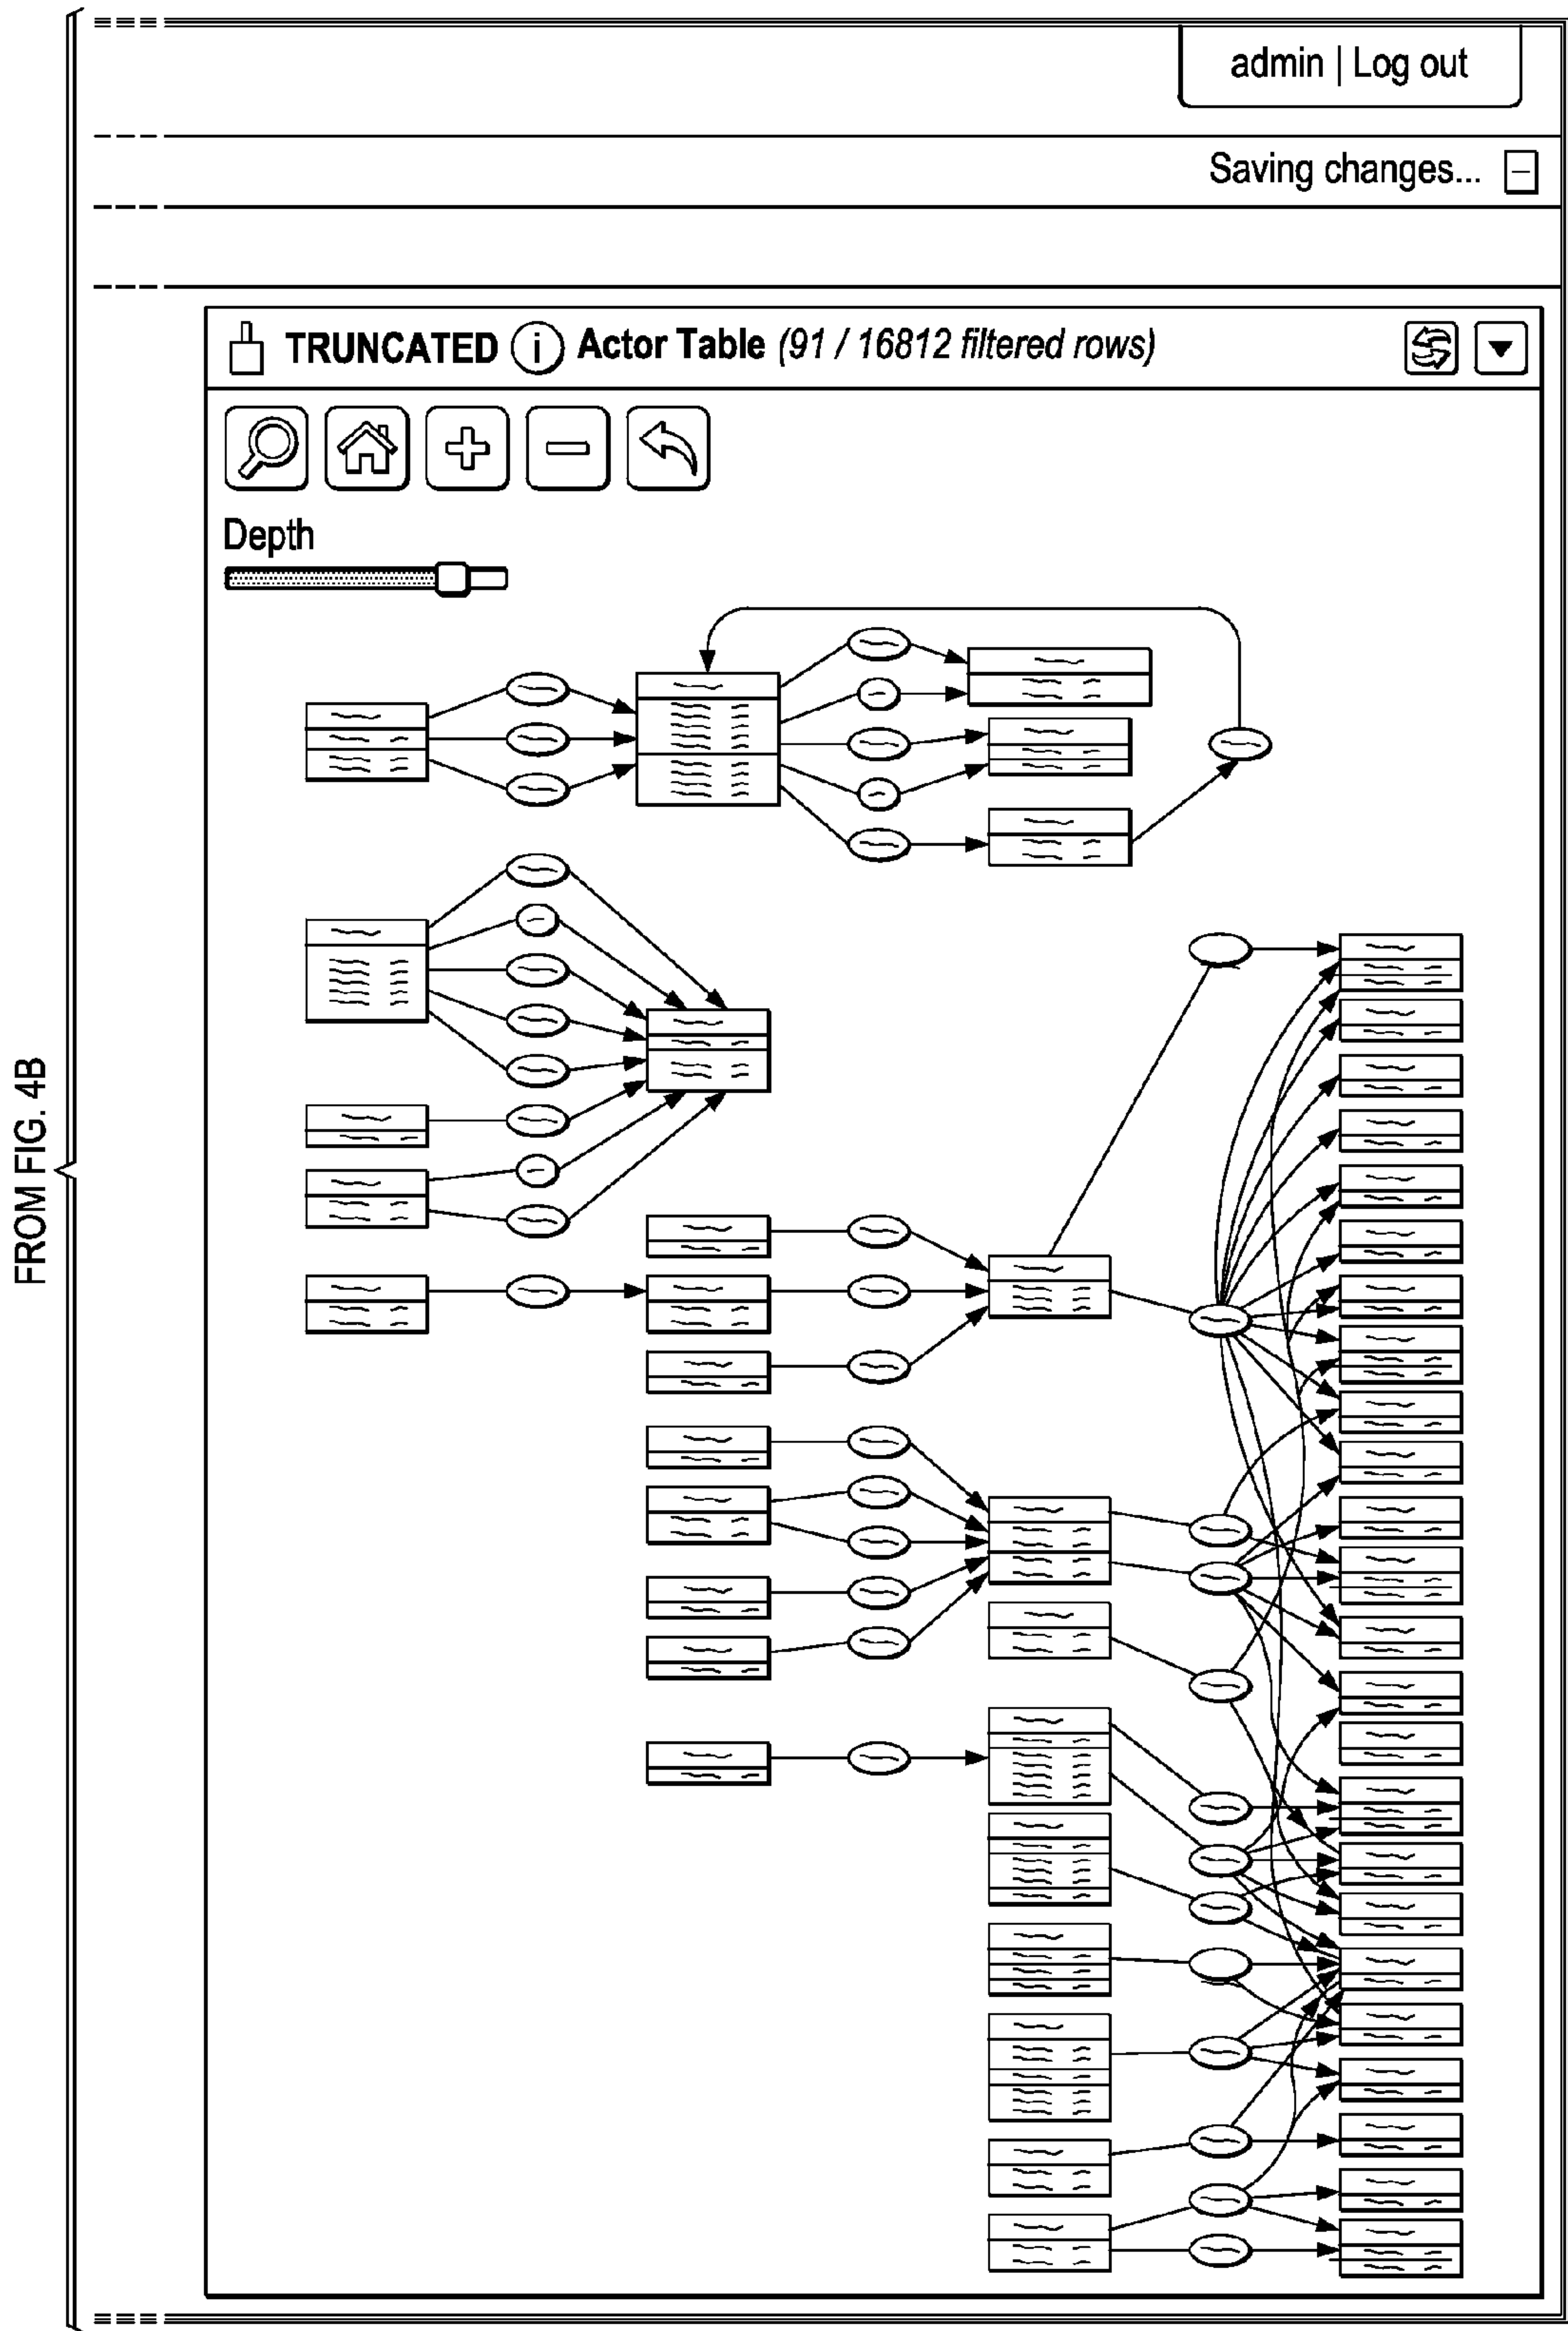 admin | Log out
Saving changes...
TRUNCATED i Actor Table (91 / 16812 filtered rows)
Depth
FROM FIG. 4B